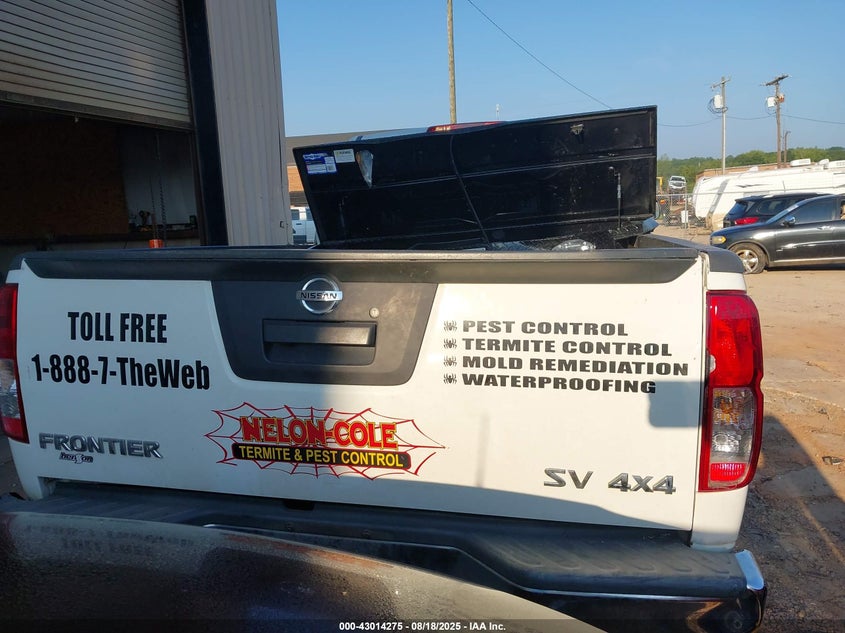 NISSAN
TOLL FREE
1-888-7-TheWeb
PEST CONTROL
TERMITE CONTROL
MOLD REMEDIATION
WATERPROOFING
NELON-COLE
TERMITE & PEST CONTROL
FRONTIER
SV 4x4
000-43014275 - 08/18/2025 - IAA Inc.